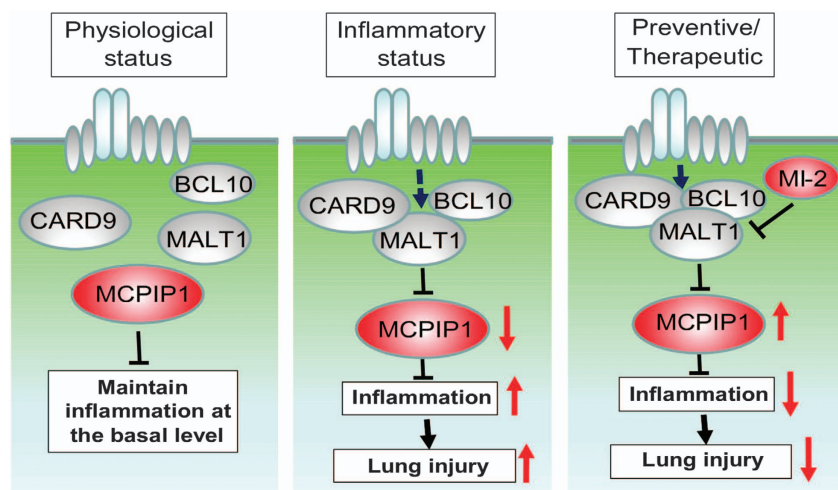 Physiological
status
BCL10
CARD9
MALT1
MCPIP1
Maintain
inflammation at
the basal level
Inflammatory
status
CARD9
BCL10
MALT1
MCPIP1
Inflammation
Lung injury
Preventive/
Therapeutic
MI-2
CARD9
BCL10
MALT1
MCPIP1
Inflammation
Lung injury